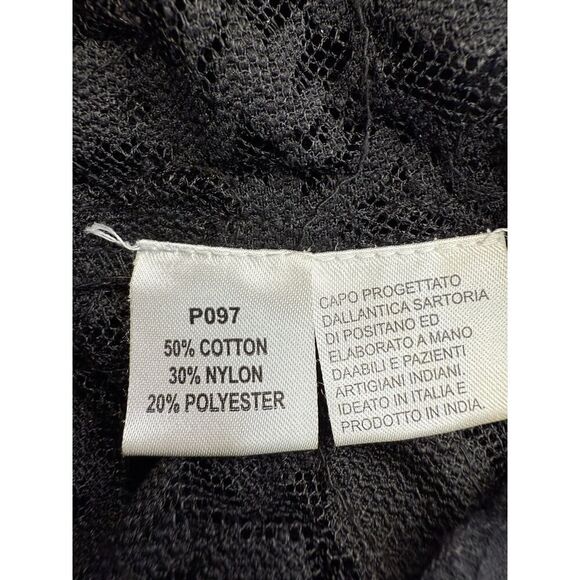 P097
50% COTTON
30% NYLON
20% POLYESTER
CAPO PROGETTATO
DALLANTICA SARTORIA
DI POSITANO ED
ELABORATO A MANO
DAABILI E PAZIENTI
ARTIGIANI INDIANI.
IDEATO IN ITALIA E
PRODOTTO IN INDIA.